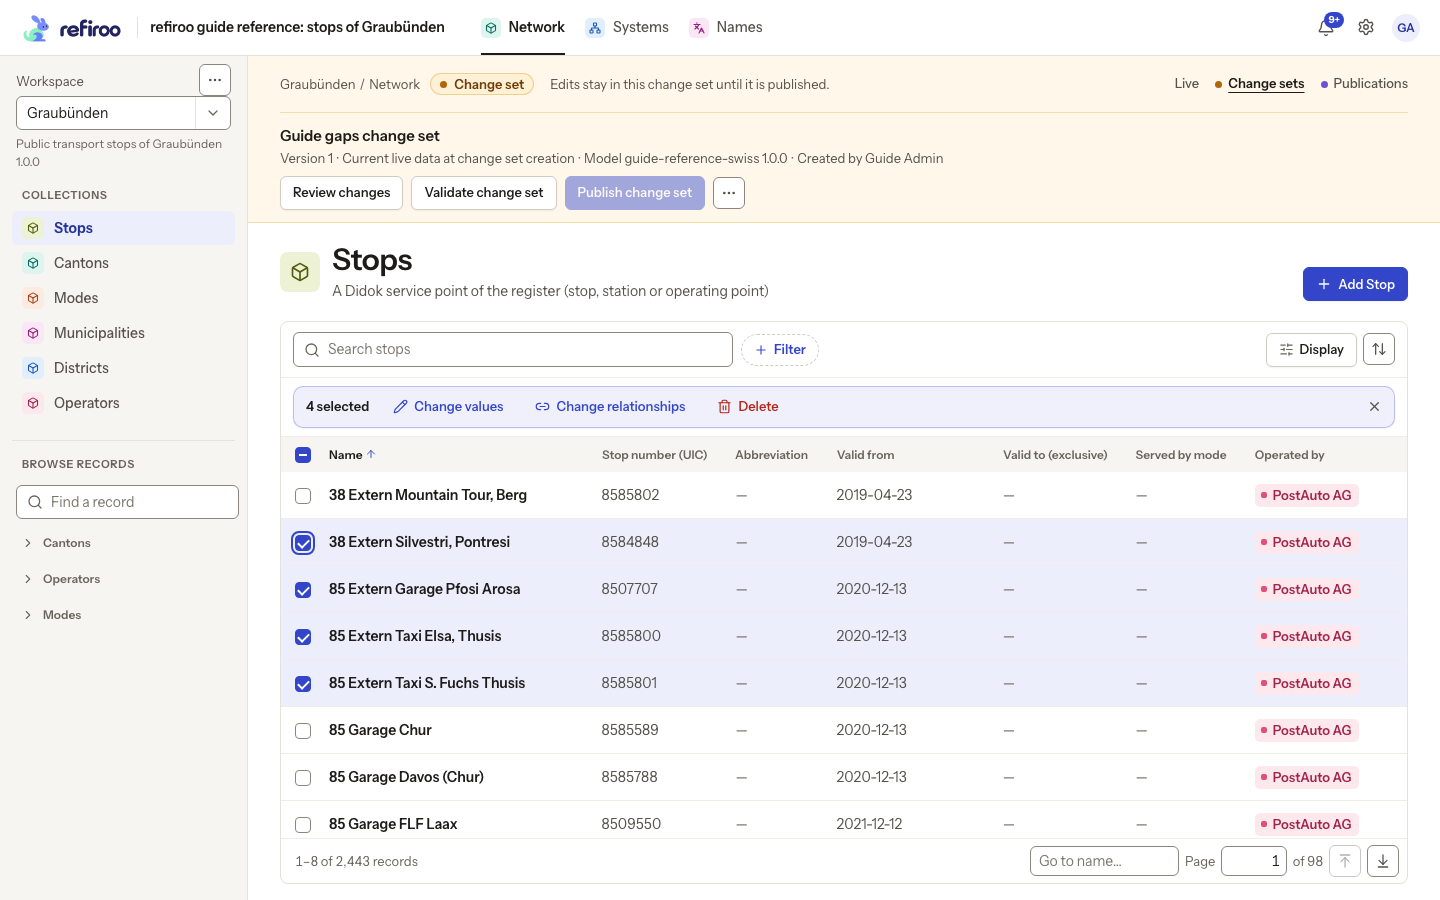 refiroo
refiroo guide reference: stops of Graubünden
Network
Systems
Names
9+
GA
Workspace
Graubünden
Public transport stops of Graubünden
1.0.0
COLLECTIONS
Stops
Cantons
Modes
Municipalities
Districts
Operators
BROWSE RECORDS
Find a record
Cantons
Operators
Modes
Graubünden / Network
Change set
Edits stay in this change set until it is published.
Live
Change sets
Publications
Guide gaps change set
Version 1 · Current live data at change set creation · Model guide-reference-swiss 1.0.0 · Created by Guide Admin
Review changes
Validate change set
Publish change set
Stops
A Didok service point of the register (stop, station or operating point)
Add Stop
Search stops
Filter
Display
4 selected
Change values
Change relationships
Delete
Name Stop number (UIC) Abbreviation Valid from Valid to (exclusive) Served by mode Operated by
38 Extern Mountain Tour, Berg 8585802 — 2019-04-23 — — PostAuto AG
38 Extern Silvestri, Pontresi 8584848 — 2019-04-23 — — PostAuto AG
85 Extern Garage Pfosi Arosa 8507707 — 2020-12-13 — — PostAuto AG
85 Extern Taxi Elsa, Thusis 8585800 — 2020-12-13 — — PostAuto AG
85 Extern Taxi S. Fuchs Thusis 8585801 — 2020-12-13 — — PostAuto AG
85 Garage Chur 8585589 — 2020-12-13 — — PostAuto AG
85 Garage Davos (Chur) 8585788 — 2020-12-13 — — PostAuto AG
85 Garage FLF Laax 8509550 — 2021-12-12 — — PostAuto AG
1–8 of 2,443 records
Go to name...
Page 1 of 98